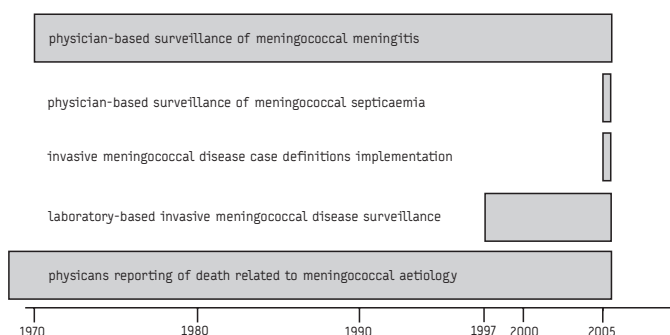 physician-based surveillance of meningococcal meningitis
physician-based surveillance of meningococcal septicaemia
invasive meningococcal disease case definitions implementation
laboratory-based invasive meningococcal disease surveillance
physicans reporting of death related to meningococcal aetiology
1970 1980 1990 1997 2000 2005